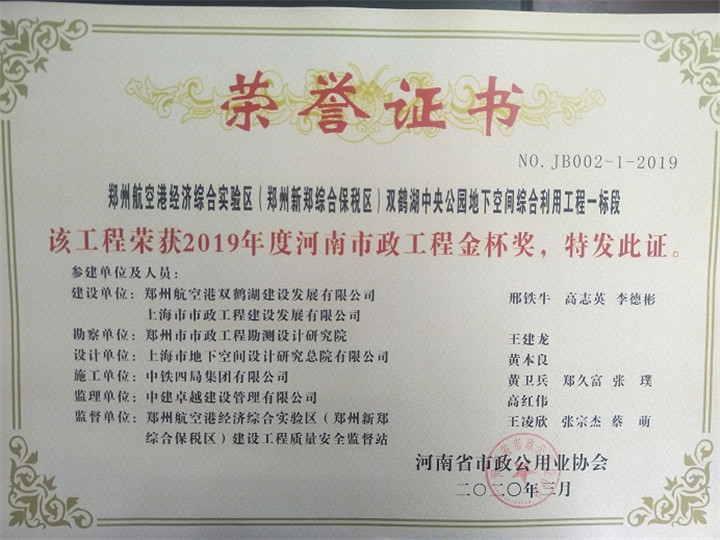 荣誉证书
NO. JB002-1-2019
郑州航空港经济综合实验区（郑州新郑综合保税区）双鹤湖中央公园地下空间综合利用工程一标段
该工程荣获2019年度河南市政工程金杯奖，特发此证。
参建单位及人员：
建设单位：郑州航空港双鹤湖建设发展有限公司 邢铁牛 高志英 李德彬
上海市市政工程建设发展有限公司
勘察单位：郑州市市政工程勘测设计研究院 王建龙
设计单位：上海市地下空间设计研究总院有限公司 黄本良
施工单位：中铁四局集团有限公司 黄卫兵 郑久富 张 璞
监理单位：中建卓越建设管理有限公司 高红伟
监督单位：郑州航空港经济综合实验区（郑州新郑 王凌欣 张宗杰 蔡 萌
综合保税区）建设工程质量安全监督站
河南省市政公用业协会
二〇二〇年三月